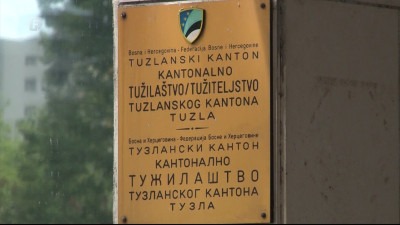 Bosna i Hercegovina - Federacija Bosne i Hercegovine
TUZLANSKI KANTON
KANTONALNO
TUŽILAŠTVO/TUŽITELJSTVO
TUZLANSKOG KANTONA
TUZLA
Босна и Херцеговина - Федерација Босне и Херцеговине
ТУЗЛАНСКИ КАНТОН
КАНТОНАЛНО
ТУЖИЛАШТВО
ТУЗЛАНСКОГ КАНТОНА
ТУЗЛА